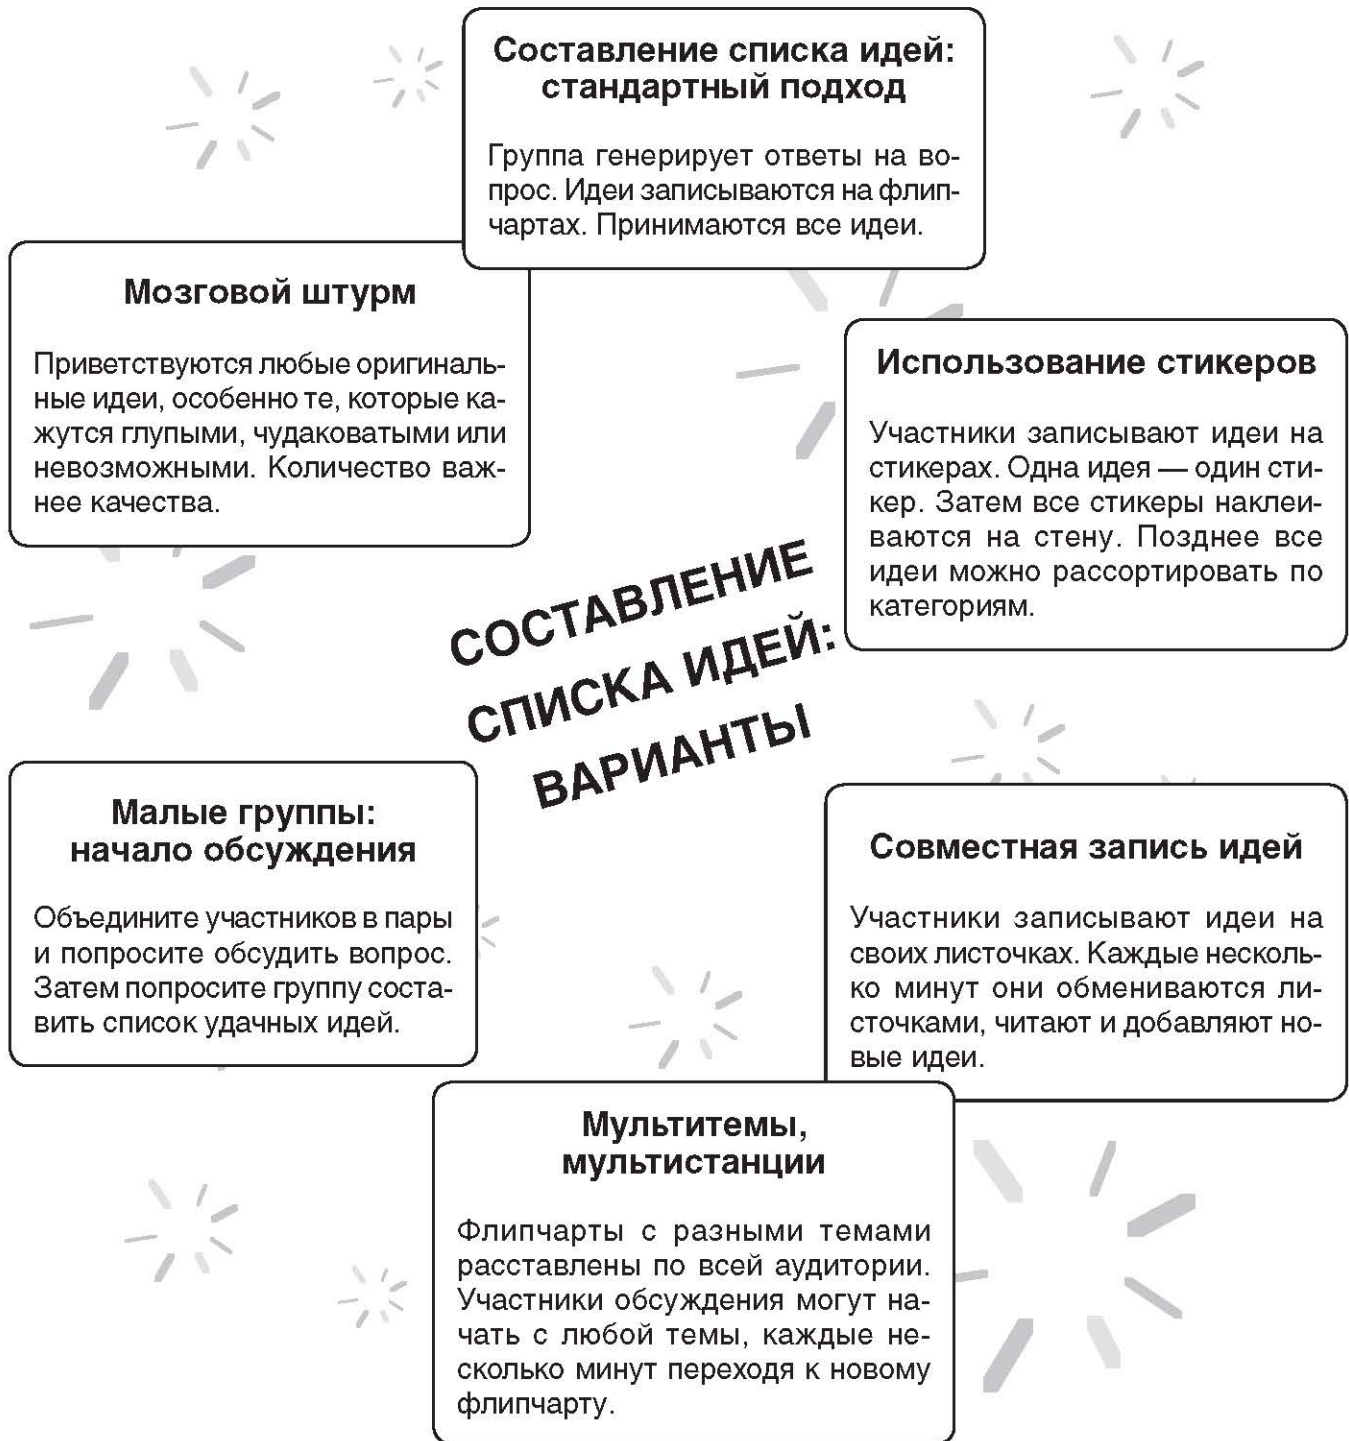 Составление списка идей:
стандартный подход
Группа генерирует ответы на во-
прос. Идеи записываются на флип-
чартах. Принимаются все идеи.
Мозговой штурм
Приветствуются любые оригиналь-
ные идеи, особенно те, которые ка-
жутся глупыми, чудаковатыми или
невозможными. Количество важ-
нее качества.
Использование стикеров
Участники записывают идеи на
стикерах. Одна идея — один сти-
кер. Затем все стикеры наклеи-
ваются на стену. Позднее все
идеи можно рассортировать по
категориям.
СОСТАВЛЕНИЕ
СПИСКА ИДЕЙ:
ВАРИАНТЫ
Малые группы:
начало обсуждения
Объедините участников в пары
и попросите обсудить вопрос.
Затем попросите группу соста-
вить список удачных идей.
Совместная запись идей
Участники записывают идеи на
своих листочках. Каждые несколь-
ко минут они обмениваются ли-
сточками, читают и добавляют но-
вые идеи.
Мультитемы,
мультистанции
Флипчарты с разными темами
расставлены по всей аудитории.
Участники обсуждения могут на-
чать с любой темы, каждые не-
сколько минут переходя к новому
флипчарту.